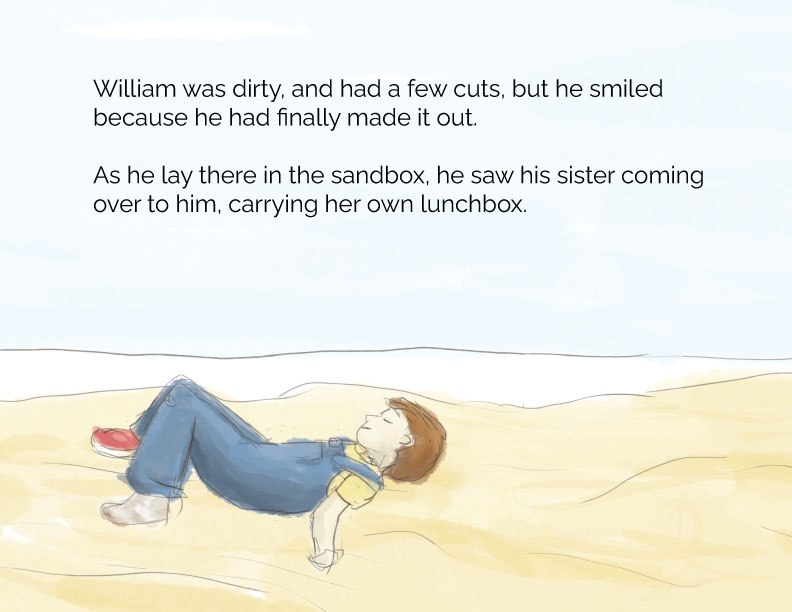 William was dirty, and had a few cuts, but he smiled
because he had finally made it out.
As he lay there in the sandbox, he saw his sister coming
over to him, carrying her own lunchbox.